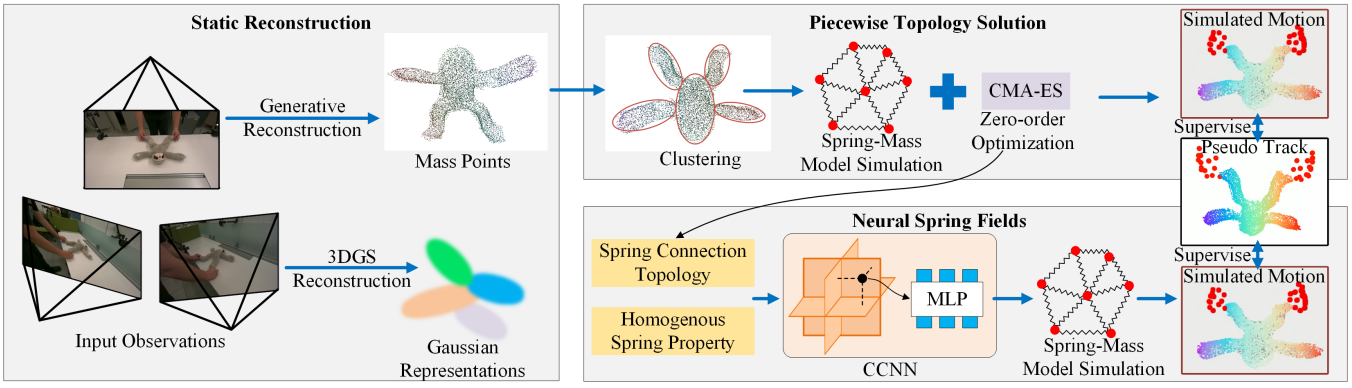 Static Reconstruction
Generative
Reconstruction
Mass Points
3DGS
Reconstruction
Input Observations
Gaussian
Representations
Piecewise Topology Solution
Clustering
Spring-Mass
Model Simulation
CMA-ES
Zero-order
Optimization
Simulated Motion
Supervise
Pseudo Track
Supervise
Simulated Motion
Neural Spring Fields
Spring Connection
Topology
Homogenous
Spring Property
MLP
CCNN
Spring-Mass
Model Simulation